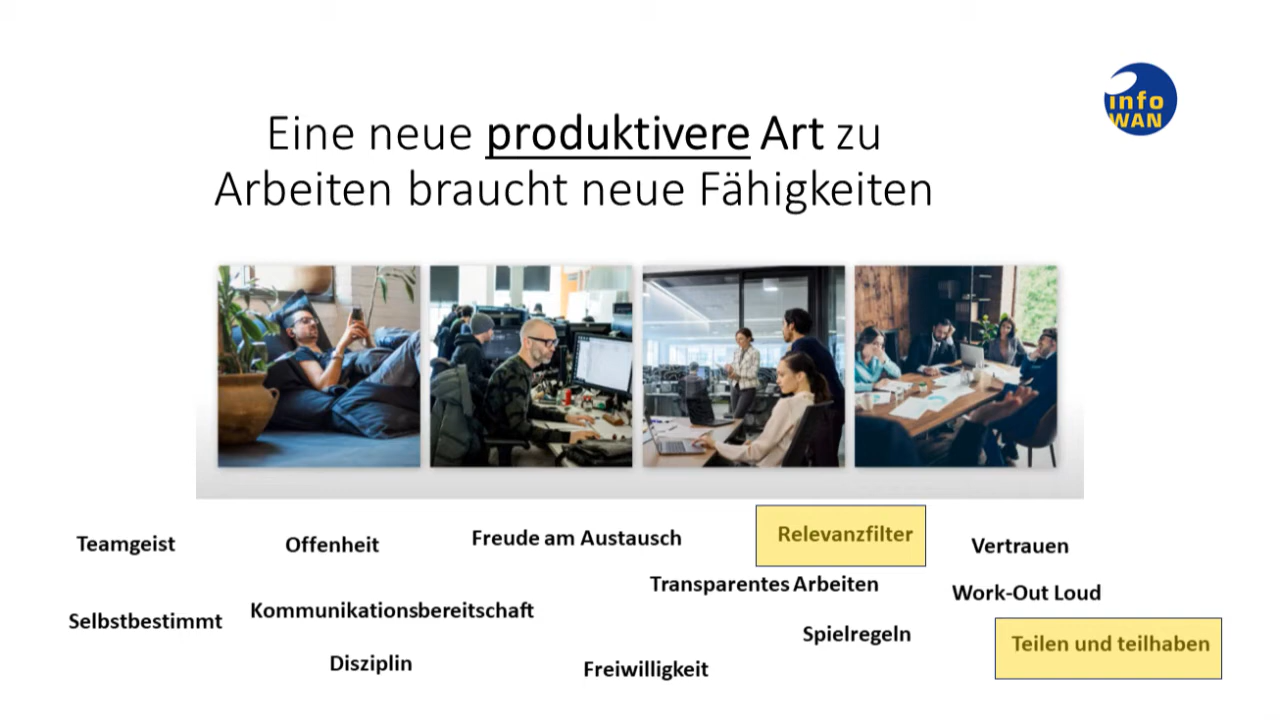 info
WAN
Eine neue produktivere Art zu
Arbeiten braucht neue Fähigkeiten
Teamgeist
Offenheit
Freude am Austausch
Relevanzfilter
Vertrauen
Transparentes Arbeiten
Work-Out Loud
Selbstbestimmt
Kommunikationsbereitschaft
Spielregeln
Teilen und teilhaben
Disziplin
Freiwilligkeit